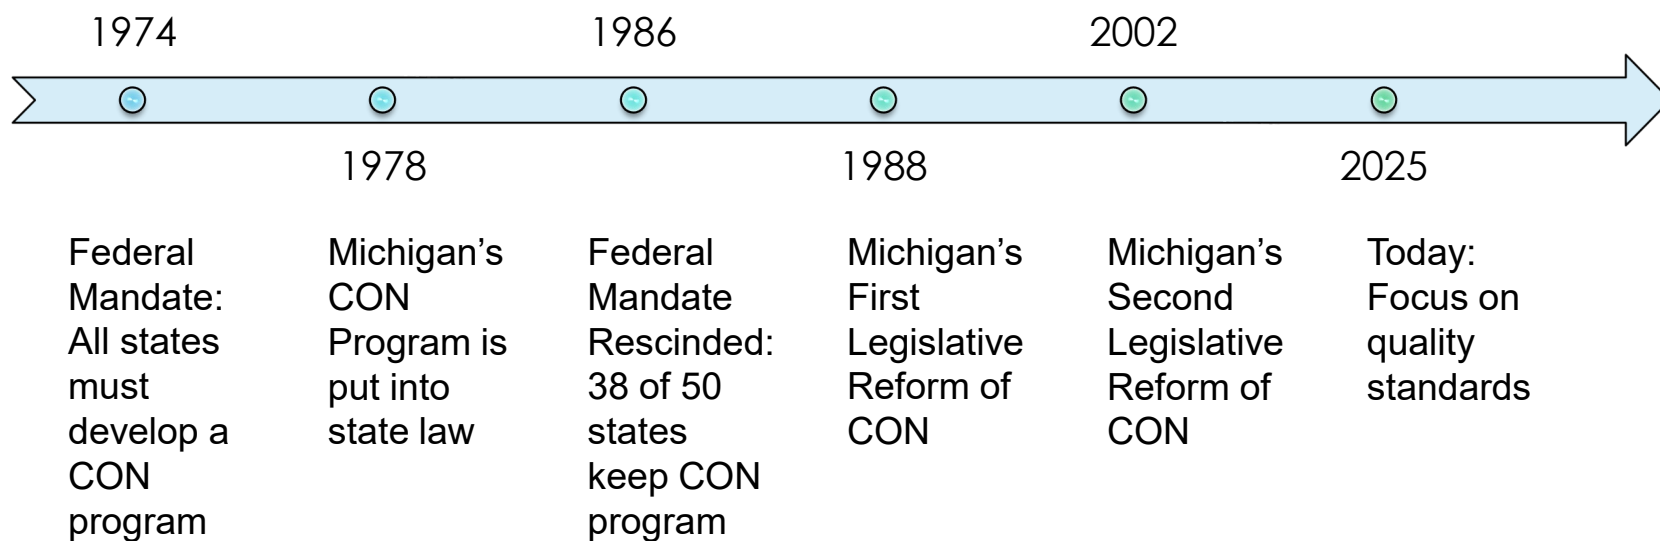 1974
1986
2002
1978
1988
2025
Federal
Mandate:
All states
must
develop a
CON
program
Michigan’s
CON
Program is
put into
state law
Federal
Mandate
Rescinded:
38 of 50
states
keep CON
program
Michigan’s
First
Legislative
Reform of
CON
Michigan’s
Second
Legislative
Reform of
CON
Today:
Focus on
quality
standards